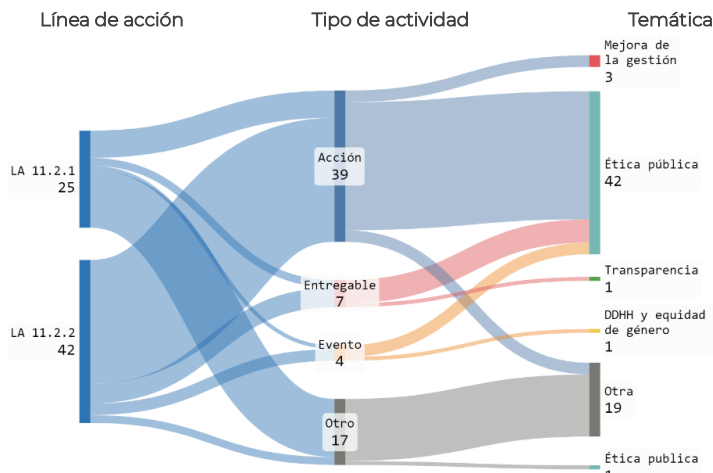 Línea de acción
Tipo de actividad
Temática
LA 11.2.1
25
LA 11.2.2
42
Acción
39
Entregable
7
Evento
4
Otro
17
Mejora de
la gestión
3
Ética pública
42
Transparencia
1
DDHH y equidad
de género
1
Otra
19
Ética publica